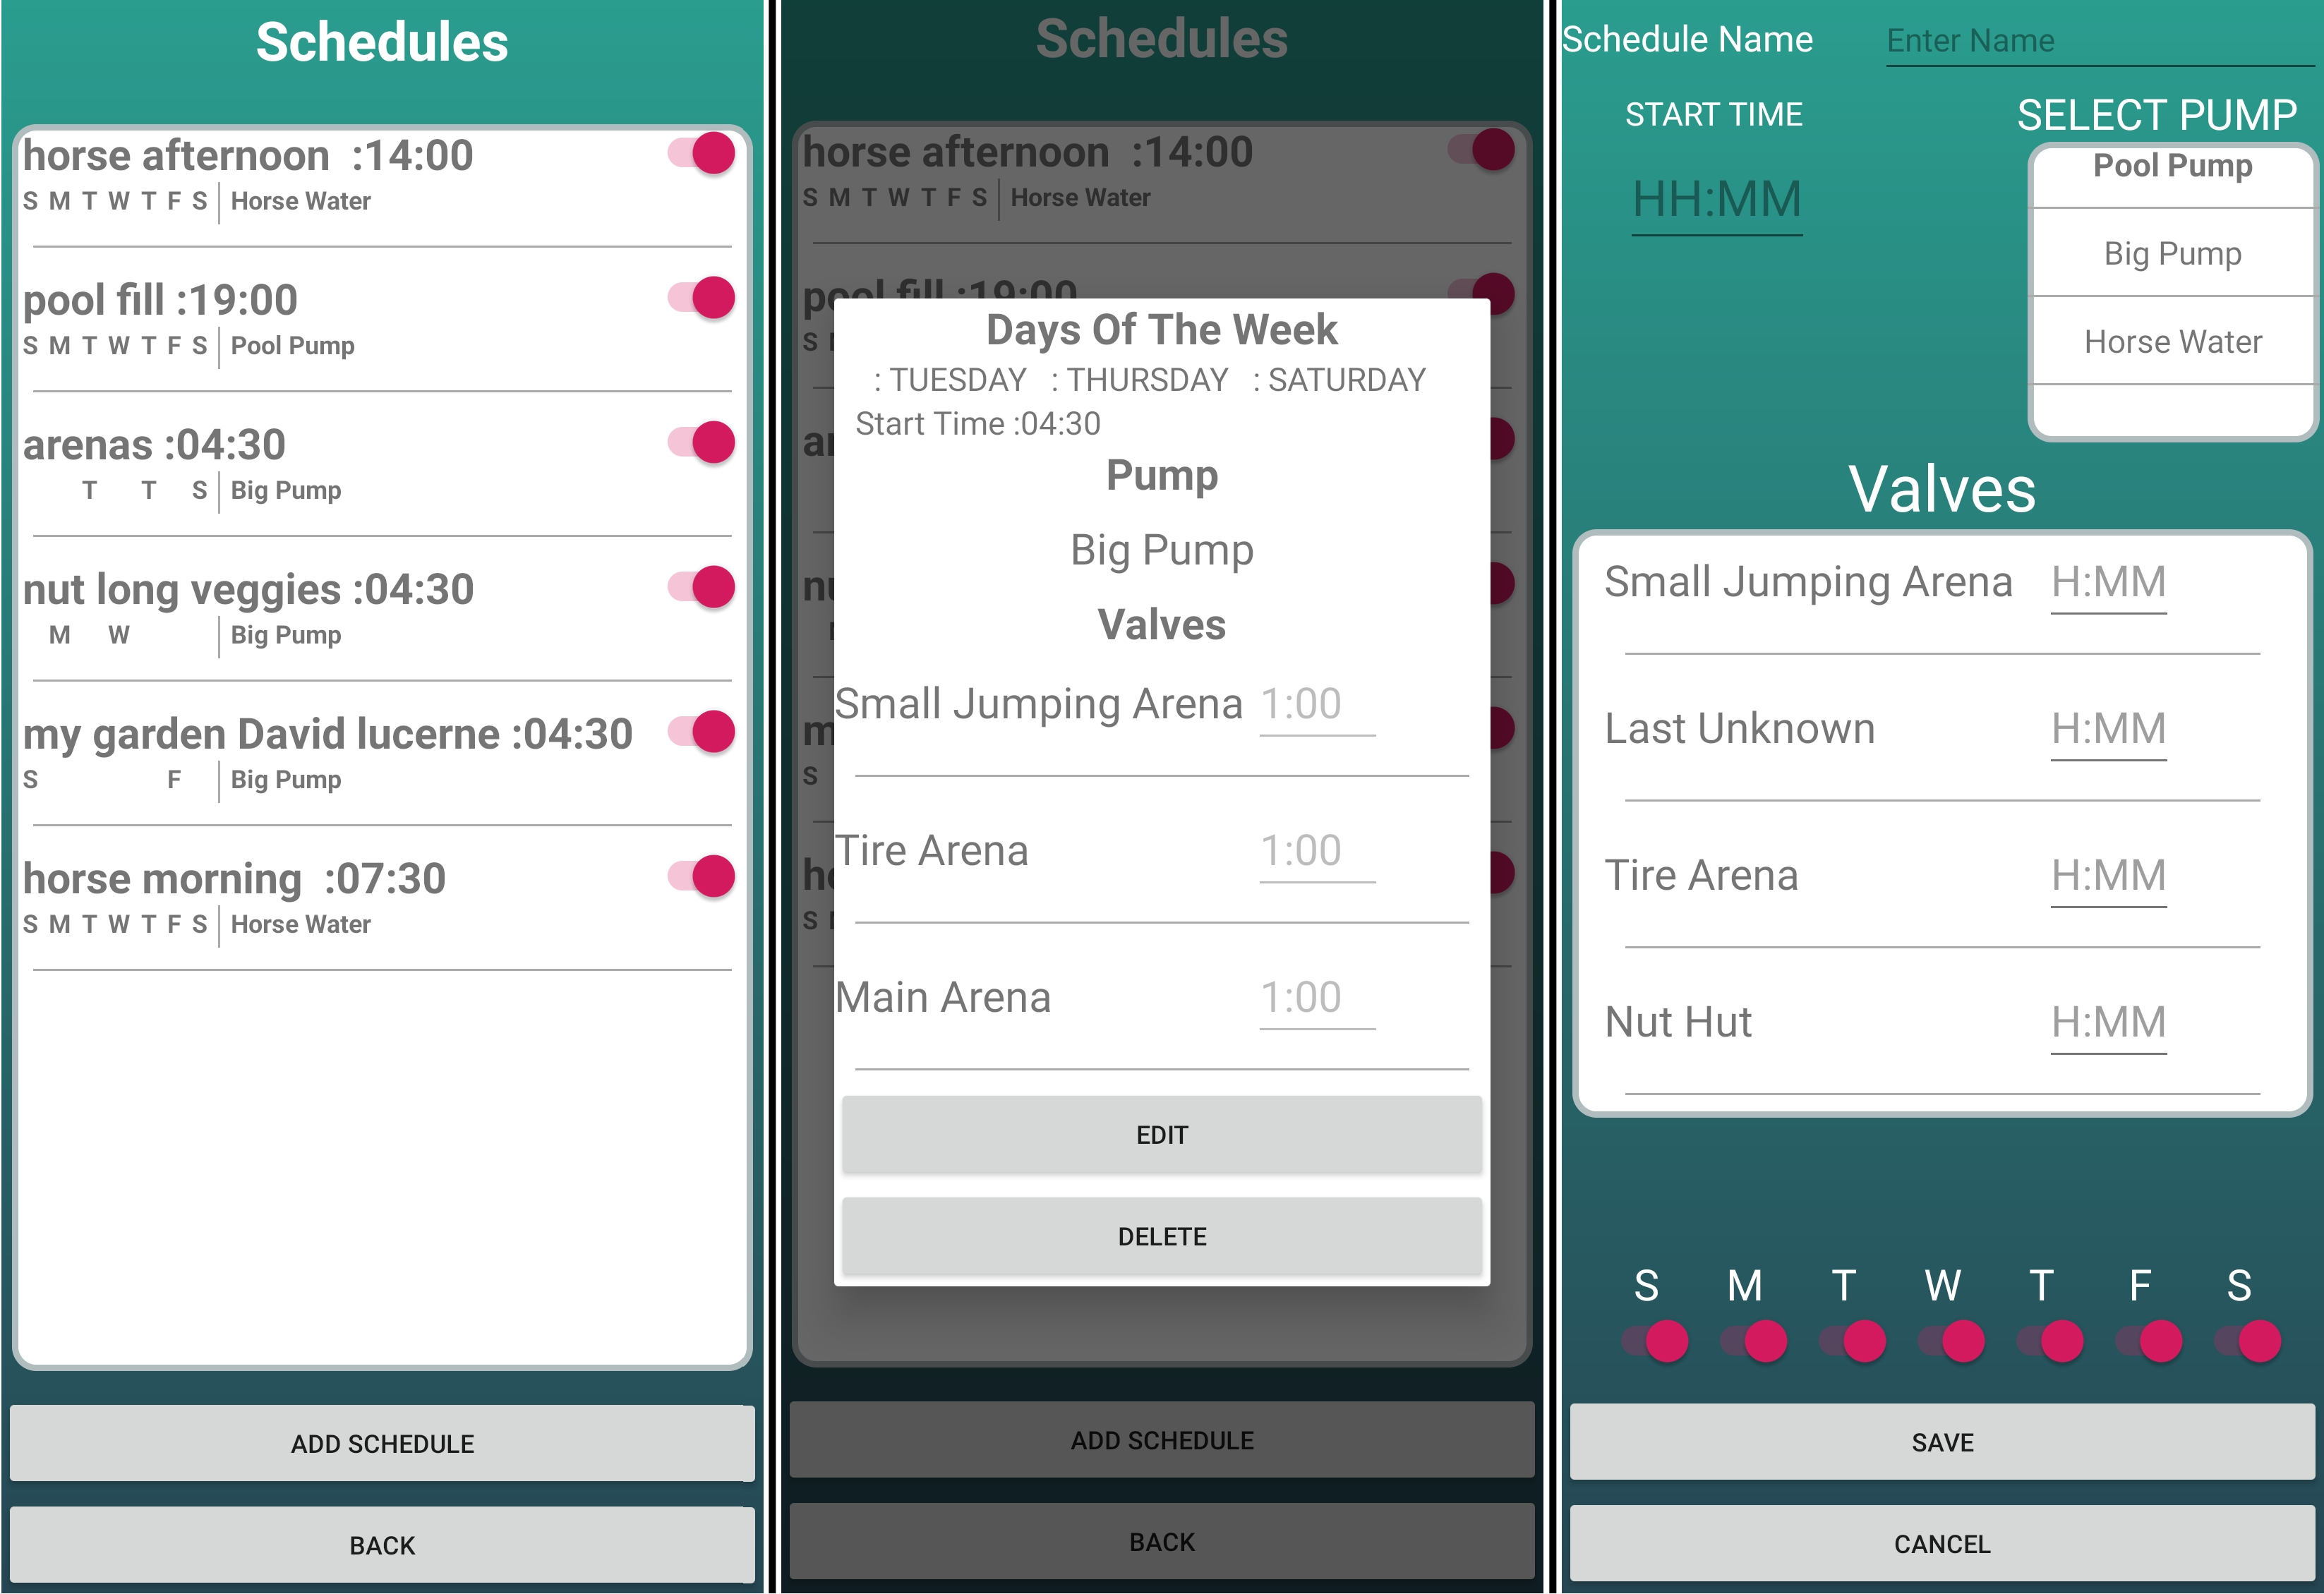 Schedules
horse afternoon :14:00
S M T W T F S Horse Water
pool fill :19:00
S M T W T F S Pool Pump
arenas :04:30
T T S Big Pump
nut long veggies :04:30
M W Big Pump
my garden David lucerne :04:30
S F Big Pump
horse morning :07:30
S M T W T F S Horse Water
ADD SCHEDULE
BACK
Schedules
horse afternoon :14:00
S M T W T F S Horse Water
pool fill :19:00
Days Of The Week
: TUESDAY : THURSDAY : SATURDAY
Start Time :04:30
Pump
Big Pump
Valves
Small Jumping Arena 1:00
Tire Arena 1:00
Main Arena 1:00
EDIT
DELETE
ADD SCHEDULE
BACK
Schedule Name Enter Name
START TIME SELECT PUMP
HH:MM
Pool Pump
Big Pump
Horse Water
Valves
Small Jumping Arena H:MM
Last Unknown H:MM
Tire Arena H:MM
Nut Hut H:MM
S M T W T F S
SAVE
CANCEL